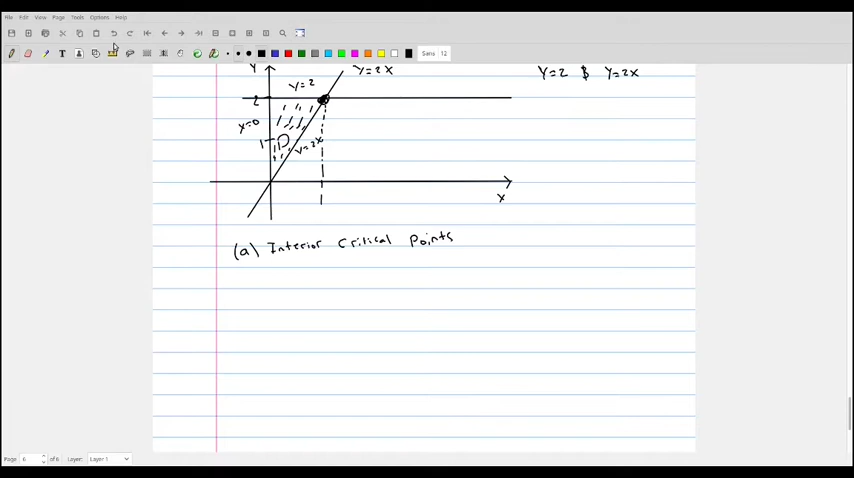 File Edit View Page Tools Options Help
Sans 12
Y
Y=2X
Y=2 & Y=2X
Y=2
2
X=0
1
D
Y=2X
X
(a) Interior Critical Points
Page 6 of 6 Layer: Layer 1